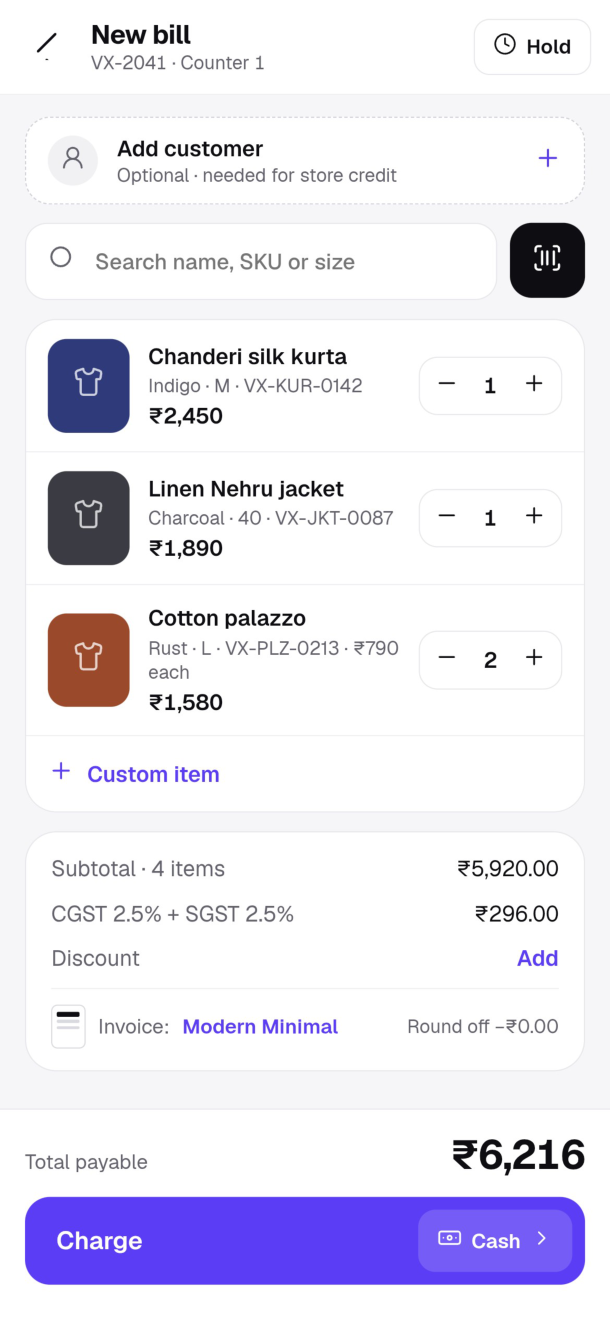 New bill
VX-2041 · Counter 1
Hold
Add customer
Optional · needed for store credit
Search name, SKU or size
Chanderi silk kurta
Indigo · M · VX-KUR-0142
₹2,450
1
Linen Nehru jacket
Charcoal · 40 · VX-JKT-0087
₹1,890
1
Cotton palazzo
Rust · L · VX-PLZ-0213 · ₹790
each
₹1,580
2
Custom item
Subtotal · 4 items ₹5,920.00
CGST 2.5% + SGST 2.5% ₹296.00
Discount Add
Invoice: Modern Minimal Round off −₹0.00
Total payable ₹6,216
Charge Cash